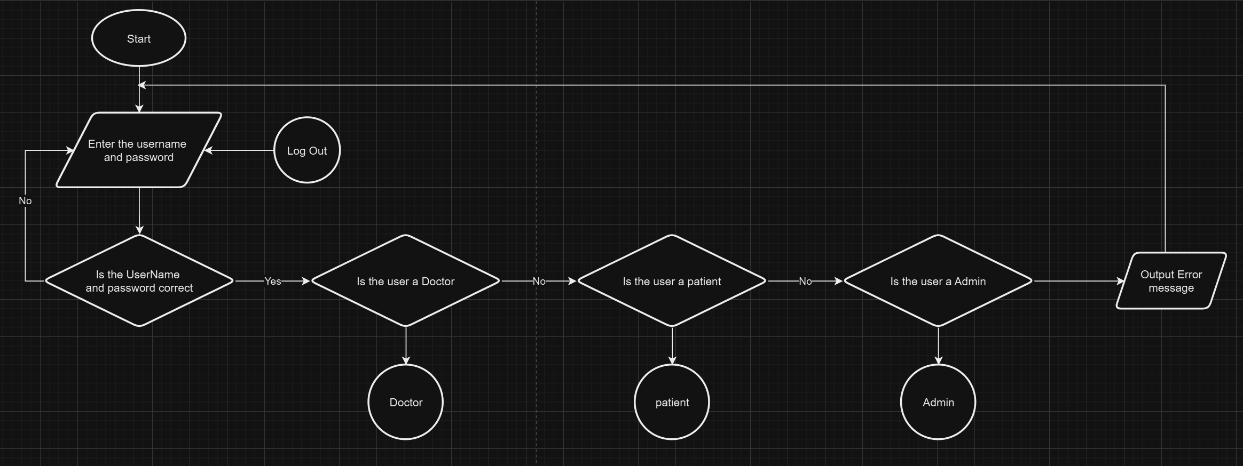 Start
Enter the username
and password
Log Out
No
Is the UserName
and password correct
Yes
Is the user a Doctor
No
Is the user a patient
No
Is the user a Admin
Output Error
message
Doctor
patient
Admin